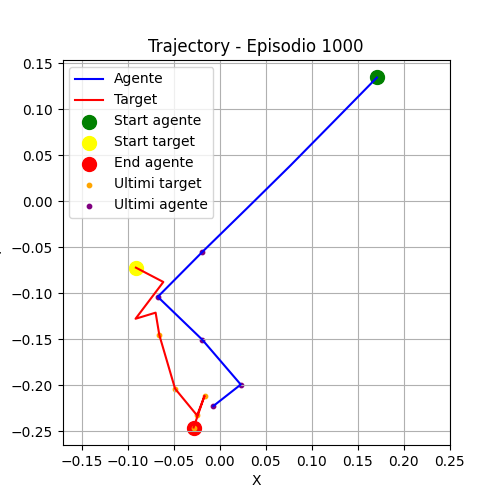 Trajectory - Episodio 1000
Agente
Target
Start agente
Start target
End agente
Ultimi target
Ultimi agente
0.15
0.10
0.05
0.00
−0.05
−0.10
−0.15
−0.20
−0.25
−0.15 −0.10 −0.05 0.00 0.05 0.10 0.15 0.20 0.25
X